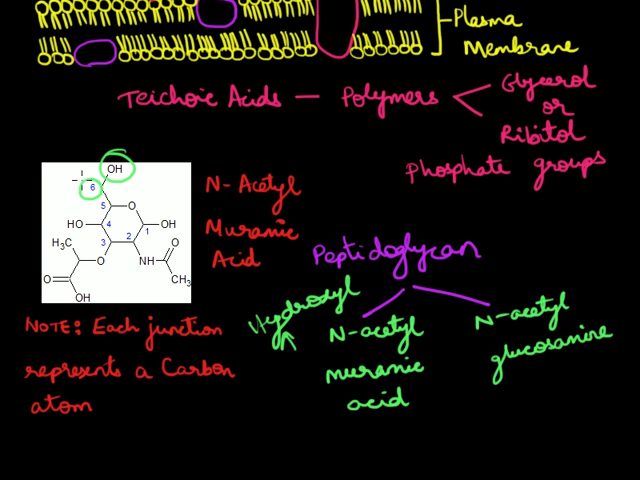 Plasma
Membrane
Teichoic Acids — Polymers
Glycerol
or
Ribitol
Phosphate groups
OH
6
5
O
HO
4
1
OH
H₃C
3
2
O
O
NH
CH₃
O
OH
N-Acetyl
Muramic
Acid
Peptidoglycan
Hydroxyl
N-acetyl
muramic
acid
N-acetyl
glucosamine
NOTE: Each junction
represents a Carbon
atom